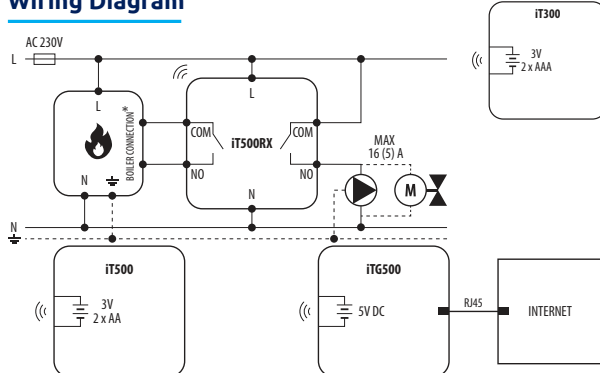 Wiring Diagram
iT300
3V
2 x AAA
AC 230V
L
L
N
BOILER CONNECTION*
L
COM
iT500RX
COM
NO
NO
N
MAX
16 (5) A
M
N
iT500
3V
2 x AA
iTG500
5V DC
RJ45
INTERNET